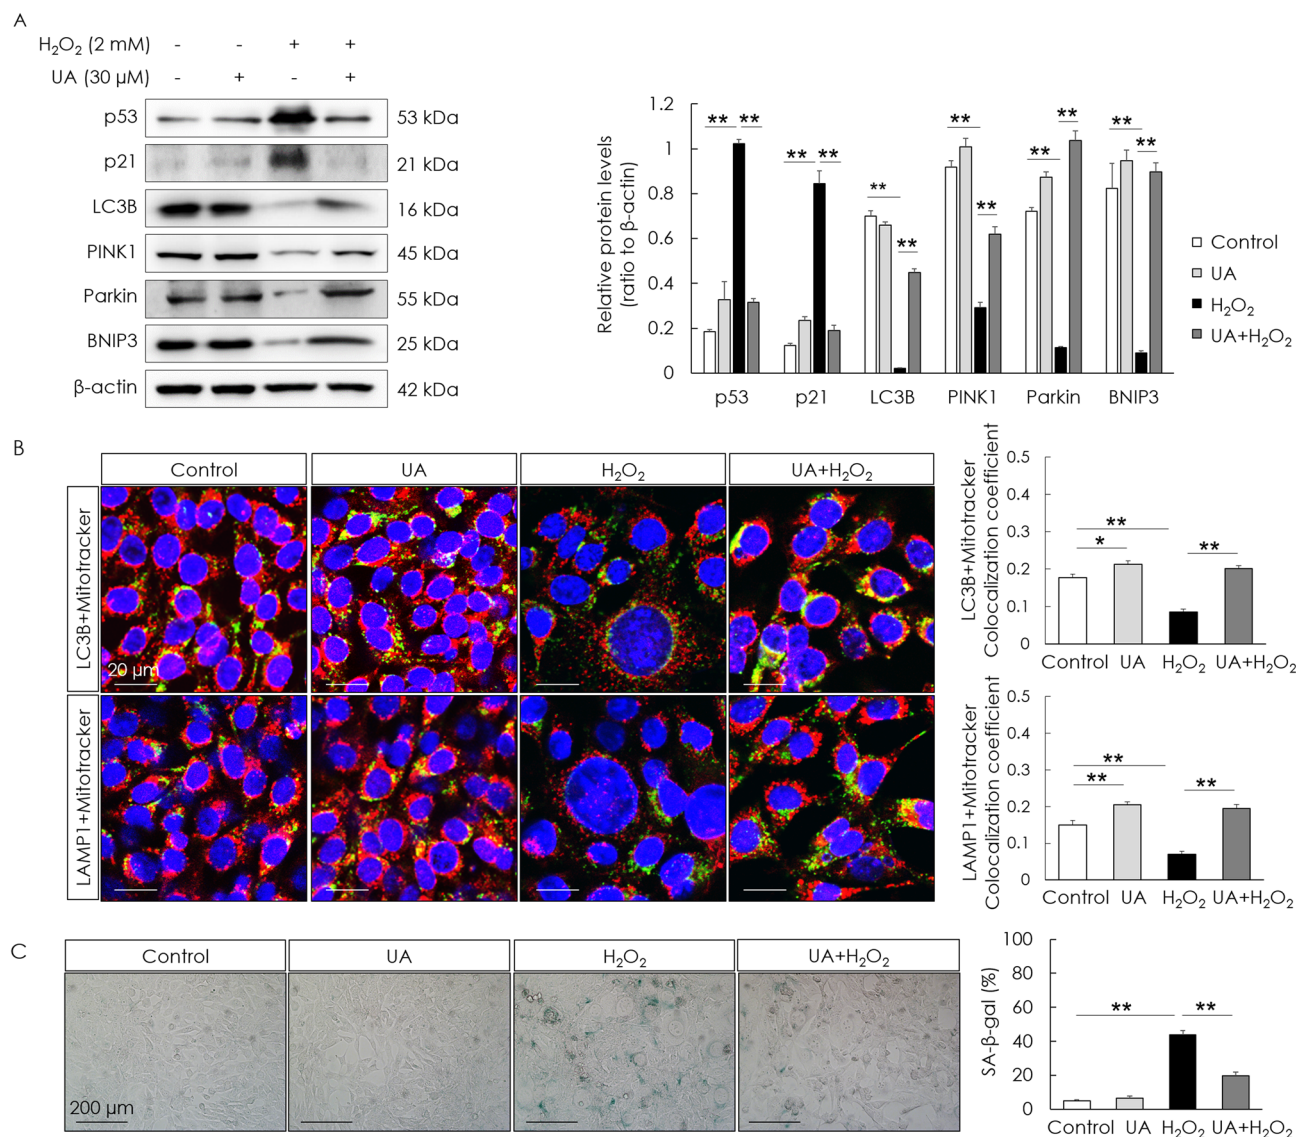 A
H₂O₂ (2 mM) - - + +
UA (30 µM) - + - +
p53 53 kDa
p21 21 kDa
LC3B 16 kDa
PINK1 45 kDa
Parkin 55 kDa
BNIP3 25 kDa
β-actin 42 kDa
Relative protein levels
(ratio to β-actin)
1.2
1
0.8
0.6
0.4
0.2
0
** ** ** ** ** ** ** ** ** ** ** **
p53 p21 LC3B PINK1 Parkin BNIP3
Control
UA
H₂O₂
UA+H₂O₂
B
Control UA H₂O₂ UA+H₂O₂
LC3B+Mitotracker
20 µm
LAMP1+Mitotracker
LC3B+Mitotracker
Colocalization coefficient
0.5
0.4
0.3
0.2
0.1
0
**
* **
Control UA H₂O₂ UA+H₂O₂
LAMP1+Mitotracker
Colocalization coefficient
0.5
0.4
0.3
0.2
0.1
0
**
** **
Control UA H₂O₂ UA+H₂O₂
C
Control UA H₂O₂ UA+H₂O₂
200 µm
SA-β-gal (%)
100
80
60
40
20
0
** **
Control UA H₂O₂ UA+H₂O₂